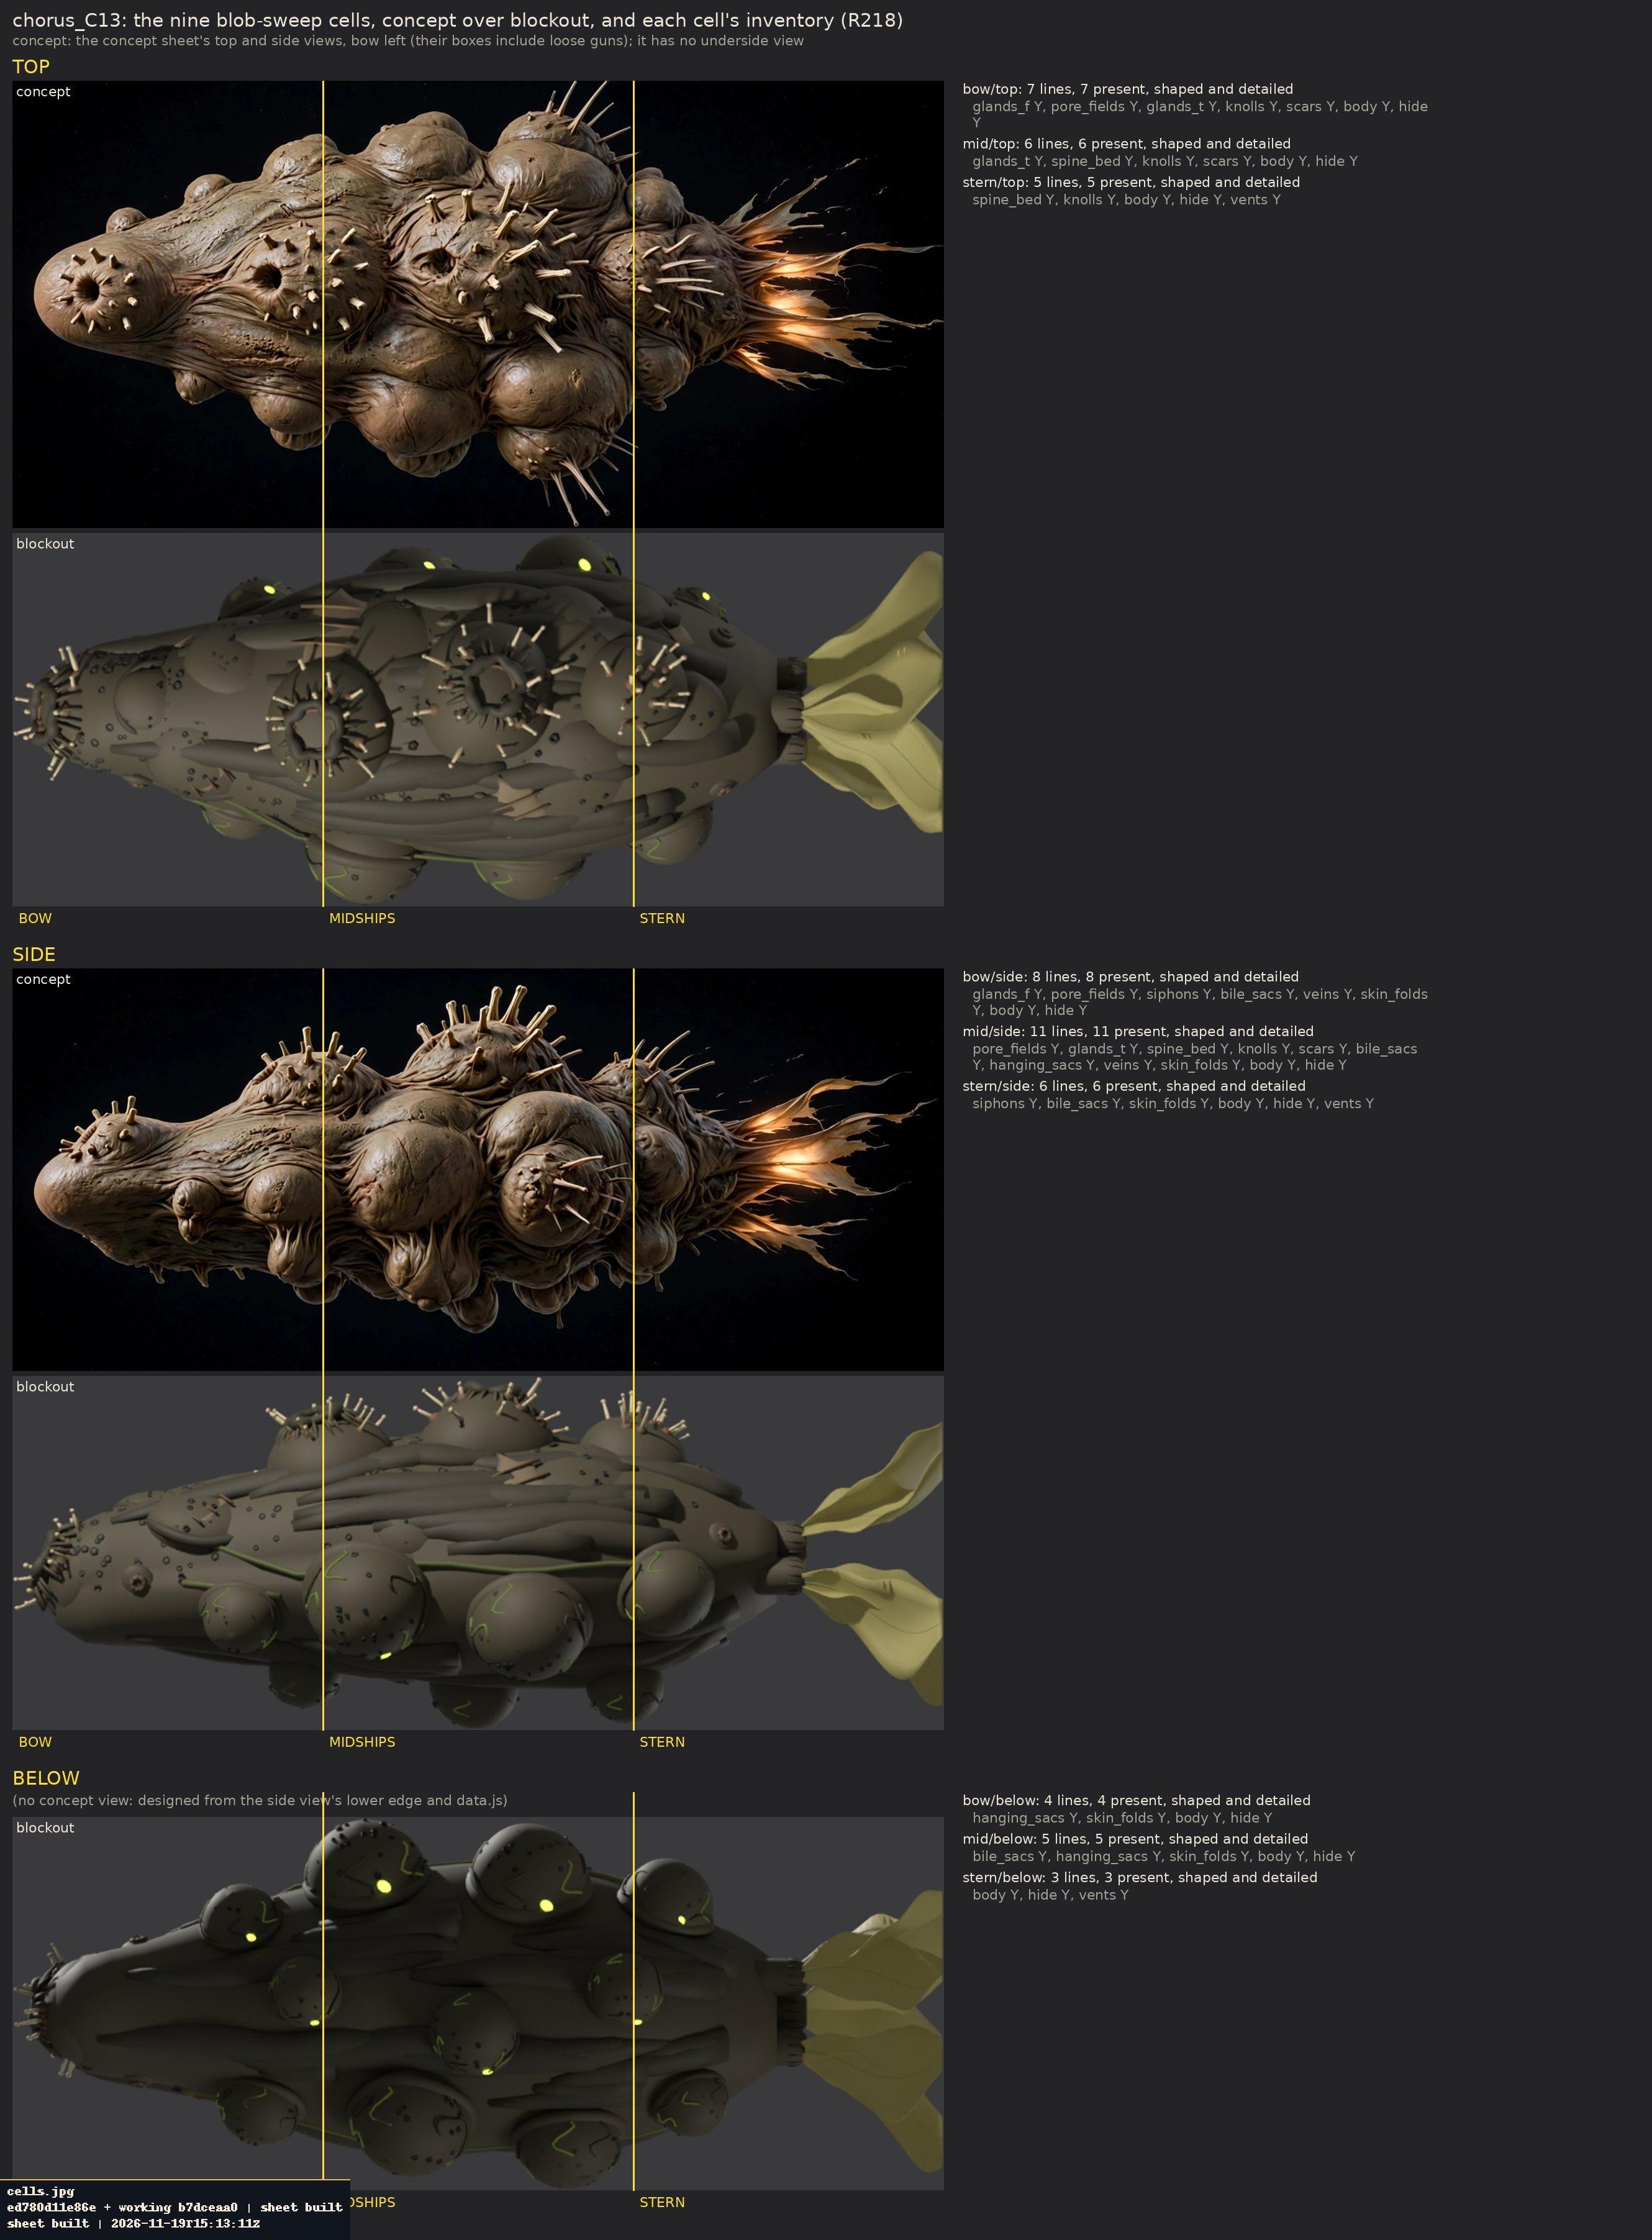 chorus_C13: the nine blob-sweep cells, concept over blockout, and each cell's inventory (R218)
concept: the concept sheet's top and side views, bow left (their boxes include loose guns); it has no underside view
TOP
concept
bow/top: 7 lines, 7 present, shaped and detailed
glands_f Y, pore_fields Y, glands_t Y, knolls Y, scars Y, body Y, hide
Y
mid/top: 6 lines, 6 present, shaped and detailed
glands_t Y, spine_bed Y, knolls Y, scars Y, body Y, hide Y
stern/top: 5 lines, 5 present, shaped and detailed
spine_bed Y, knolls Y, body Y, hide Y, vents Y
blockout
BOW
MIDSHIPS
STERN
SIDE
concept
bow/side: 8 lines, 8 present, shaped and detailed
glands_f Y, pore_fields Y, siphons Y, bile_sacs Y, veins Y, skin_folds
Y, body Y, hide Y
mid/side: 11 lines, 11 present, shaped and detailed
pore_fields Y, glands_t Y, spine_bed Y, knolls Y, scars Y, bile_sacs
Y, hanging_sacs Y, veins Y, skin_folds Y, body Y, hide Y
stern/side: 6 lines, 6 present, shaped and detailed
siphons Y, bile_sacs Y, skin_folds Y, body Y, hide Y, vents Y
blockout
BOW
MIDSHIPS
STERN
BELOW
(no concept view: designed from the side view's lower edge and data.js)
blockout
bow/below: 4 lines, 4 present, shaped and detailed
hanging_sacs Y, skin_folds Y, body Y, hide Y
mid/below: 5 lines, 5 present, shaped and detailed
bile_sacs Y, hanging_sacs Y, skin_folds Y, body Y, hide Y
stern/below: 3 lines, 3 present, shaped and detailed
body Y, hide Y, vents Y
DSHIPS
STERN
cells.jpg
ed780d11e86e + working b7dceaa0 | sheet built
sheet built | 2026-11-19T15:13:11Z